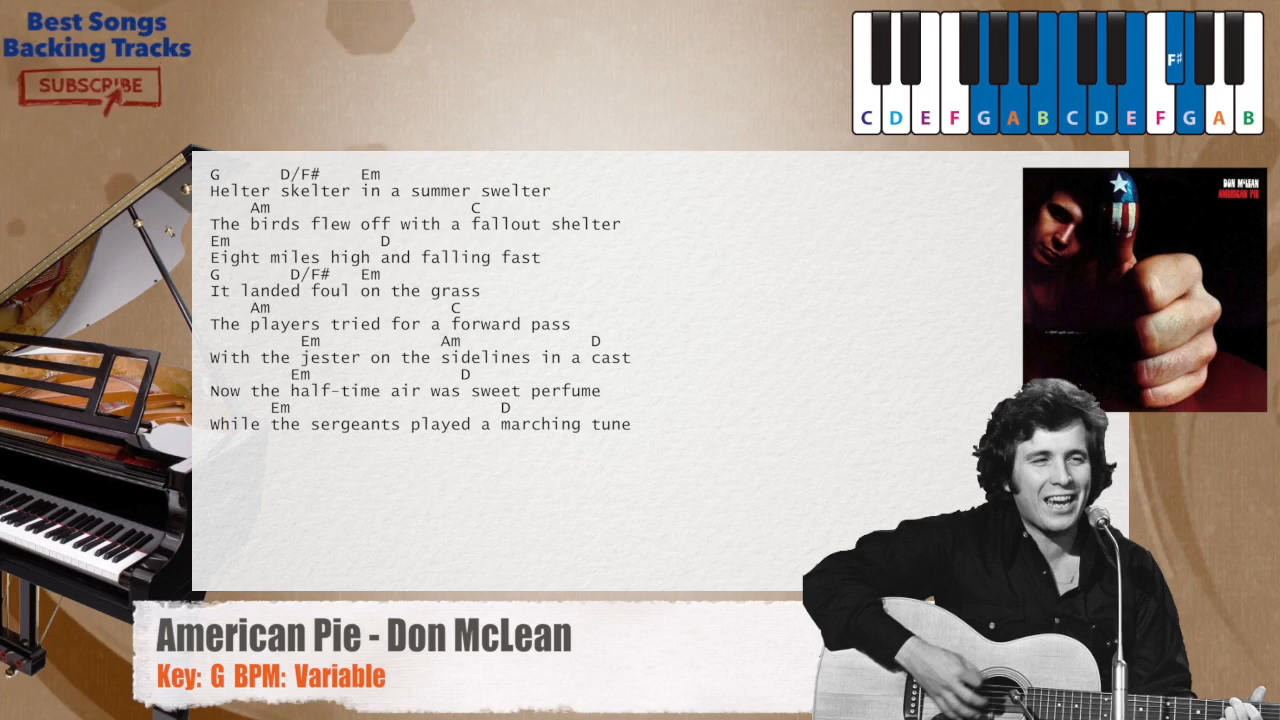 Best Songs
Backing Tracks
SUBSCRIBE
F#
C D E F G A B C D E F G A B
G      D/F#    Em
Helter skelter in a summer swelter
    Am                    C
The birds flew off with a fallout shelter
Em               D
Eight miles high and falling fast
G       D/F#   Em
It landed foul on the grass
    Am                  C
The players tried for a forward pass
         Em            Am             D
With the jester on the sidelines in a cast
        Em               D
Now the half-time air was sweet perfume
      Em                     D
While the sergeants played a marching tune
DON McLEAN
AMERICAN PIE
American Pie - Don McLean
Key: G BPM: Variable